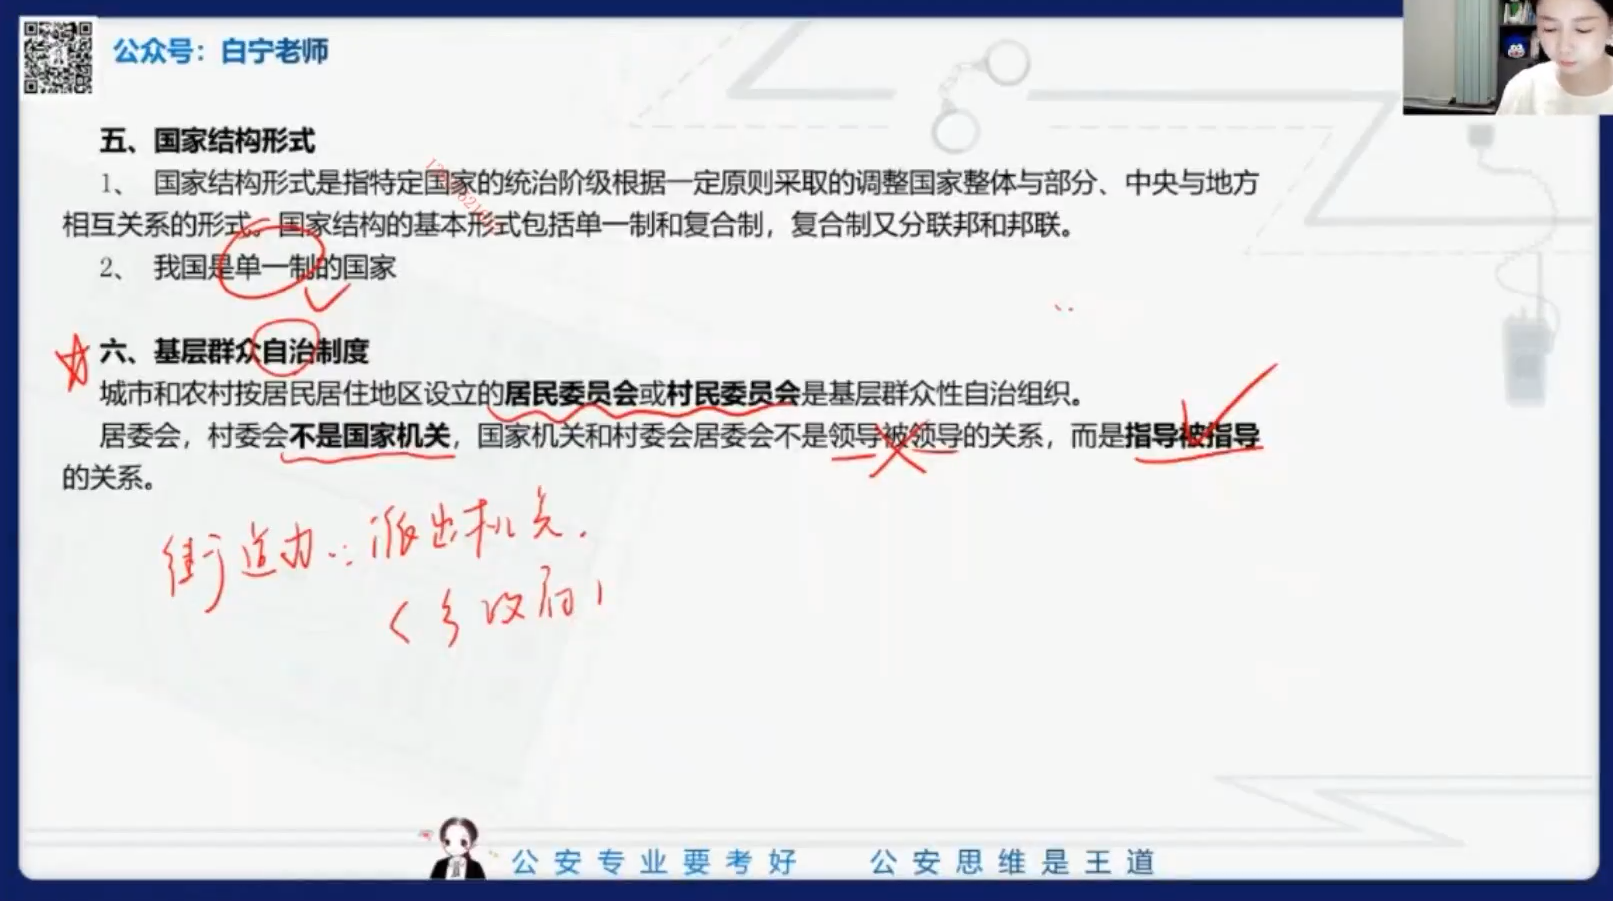 公众号：白宁老师
五、国家结构形式
1、 国家结构形式是指特定国家的统治阶级根据一定原则采取的调整国家整体与部分、中央与地方
相互关系的形式。国家结构的基本形式包括单一制和复合制，复合制又分联邦和邦联。
2、 我国是单一制的国家
六、基层群众自治制度
城市和农村按居民居住地区设立的居民委员会或村民委员会是基层群众性自治组织。
居委会，村委会不是国家机关，国家机关和村委会居委会不是领导被领导的关系，而是指导被指导
的关系。
街道办：派出机关.
（乡政府）
公安专业要考好 公安思维是王道